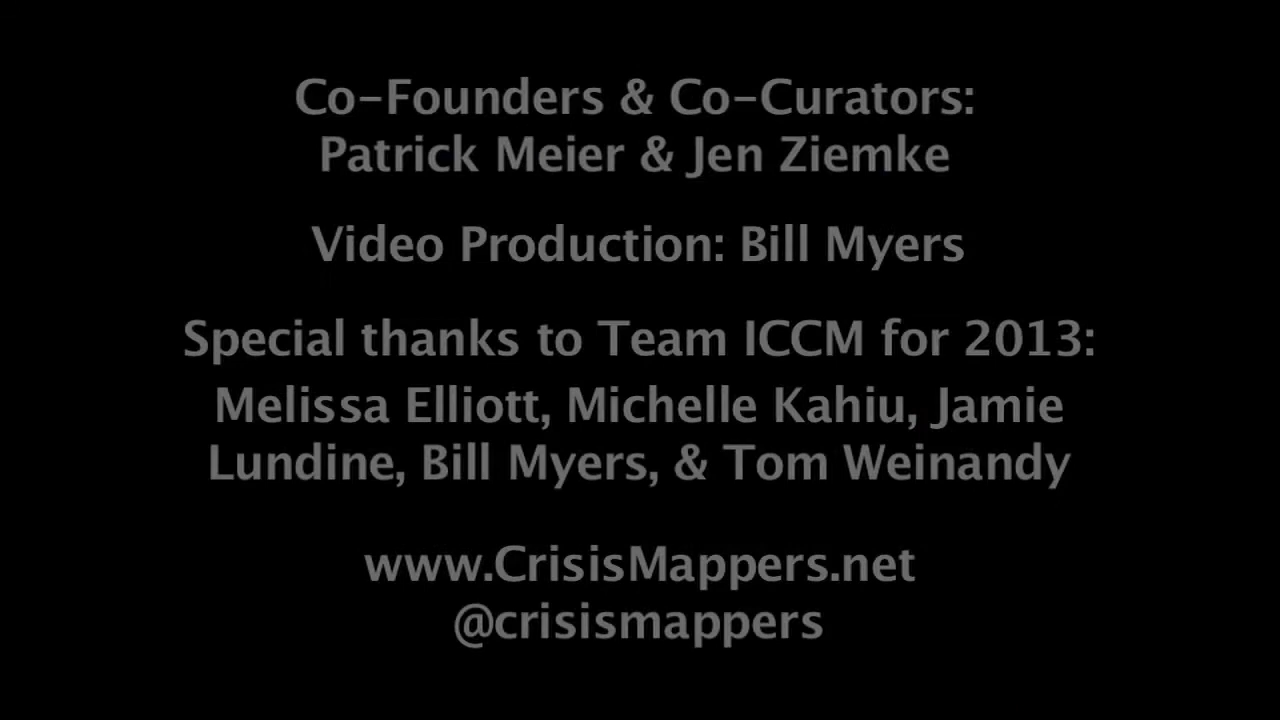 Co-Founders & Co-Curators:
Patrick Meier & Jen Ziemke
Video Production: Bill Myers
Special thanks to Team ICCM for 2013:
Melissa Elliott, Michelle Kahiu, Jamie
Lundine, Bill Myers, & Tom Weinandy
www.CrisisMappers.net
@crisismappers